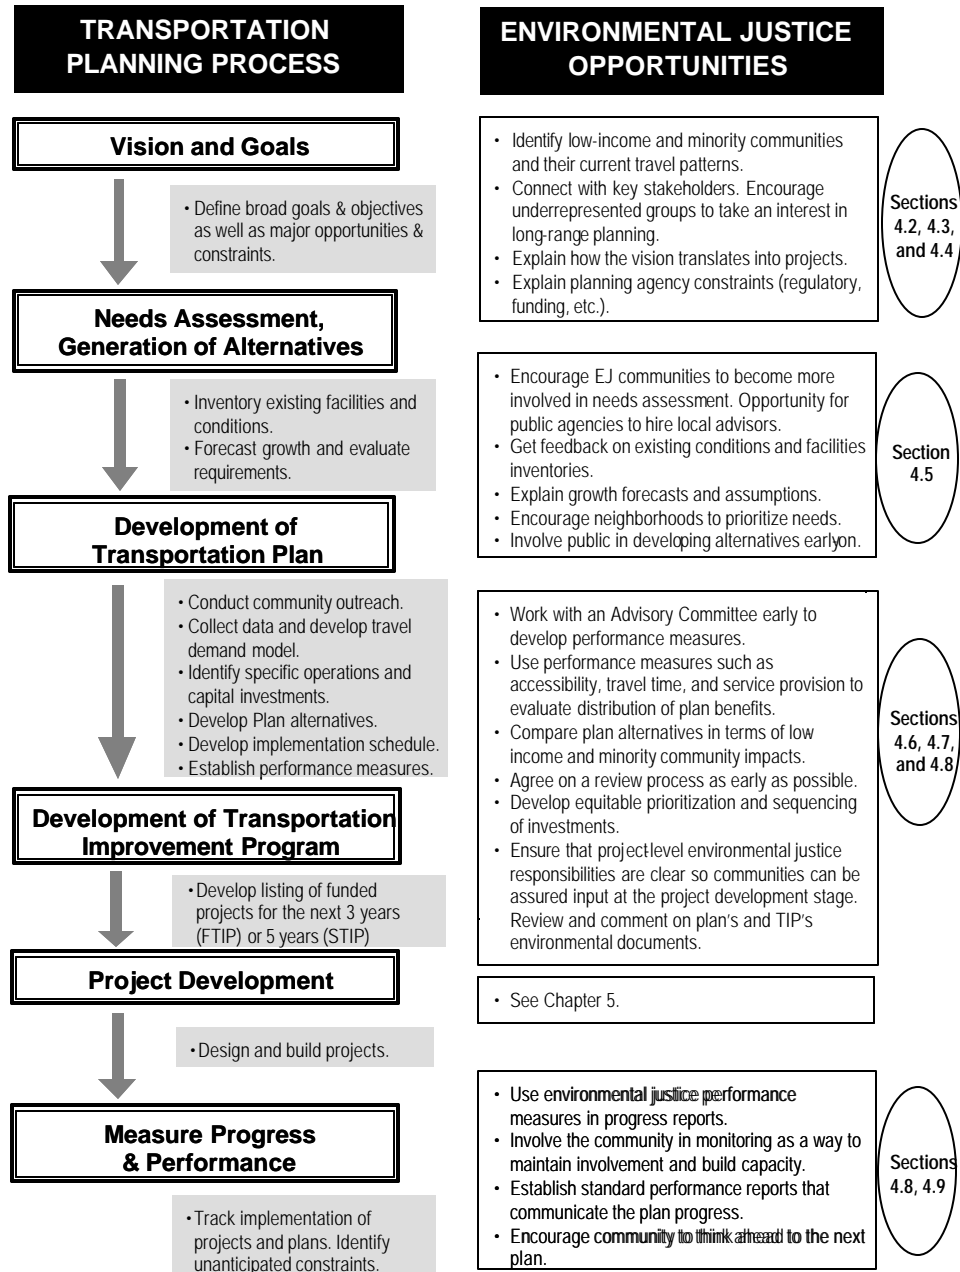 TRANSPORTATION
PLANNING PROCESS
Vision and Goals
• Define broad goals & objectives
as well as major opportunities &
constraints.
Needs Assessment,
Generation of Alternatives
• Inventory existing facilities and
conditions.
• Forecast growth and evaluate
requirements.
Development of
Transportation Plan
• Conduct community outreach.
• Collect data and develop travel
demand model.
• Identify specific operations and
capital investments.
• Develop Plan alternatives.
• Develop implementation schedule.
• Establish performance measures.
Development of Transportation
Improvement Program
• Develop listing of funded
projects for the next 3 years
(FTIP) or 5 years (STIP)
Project Development
• Design and build projects.
Measure Progress
& Performance
• Track implementation of
projects and plans. Identify
unanticipated constraints.
ENVIRONMENTAL JUSTICE
OPPORTUNITIES
• Identify low-income and minority communities
and their current travel patterns.
• Connect with key stakeholders. Encourage
underrepresented groups to take an interest in
long-range planning.
• Explain how the vision translates into projects.
• Explain planning agency constraints (regulatory,
funding, etc.).
Sections
4.2, 4.3,
and 4.4
• Encourage EJ communities to become more
involved in needs assessment. Opportunity for
public agencies to hire local advisors.
• Get feedback on existing conditions and facilities
inventories.
• Explain growth forecasts and assumptions.
• Encourage neighborhoods to prioritize needs.
• Involve public in developing alternatives earlyon.
Section
4.5
• Work with an Advisory Committee early to
develop performance measures.
• Use performance measures such as
accessibility, travel time, and service provision to
evaluate distribution of plan benefits.
• Compare plan alternatives in terms of low
income and minority community impacts.
• Agree on a review process as early as possible.
• Develop equitable prioritization and sequencing
of investments.
• Ensure that project-level environmental justice
responsibilities are clear so communities can be
assured input at the project development stage.
Review and comment on plan's and TIP's
environmental documents.
Sections
4.6, 4.7,
and 4.8
• See Chapter 5.
• Use environmental justice performance
measures in progress reports.
• Involve the community in monitoring as a way to
maintain involvement and build capacity.
• Establish standard performance reports that
communicate the plan progress.
• Encourage community to think ahead to the next
plan.
Sections
4.8, 4.9